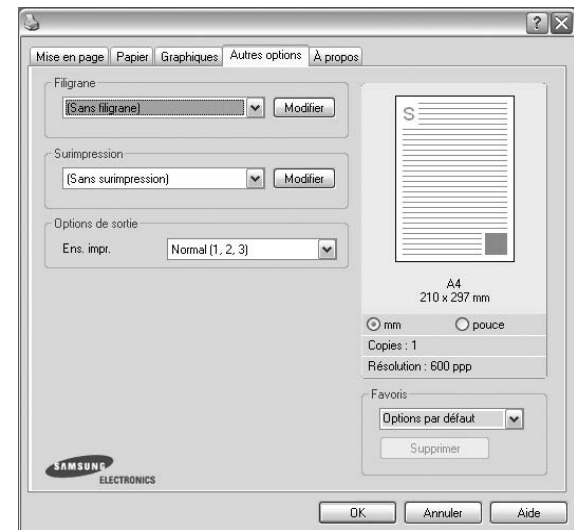 Mise en page
Papier
Graphiques
Autres options
À propos
Filigrane
(Sans filigrane)
Modifier
Surimpression
(Sans surimpression)
Modifier
Options de sortie
Ens. impr.
Normal (1, 2, 3)
S
A4
210 x 297 mm
mm
pouce
Copies : 1
Résolution : 600 ppp
Favoris
Options par défaut
Supprimer
SAMSUNG
ELECTRONICS
OK
Annuler
Aide